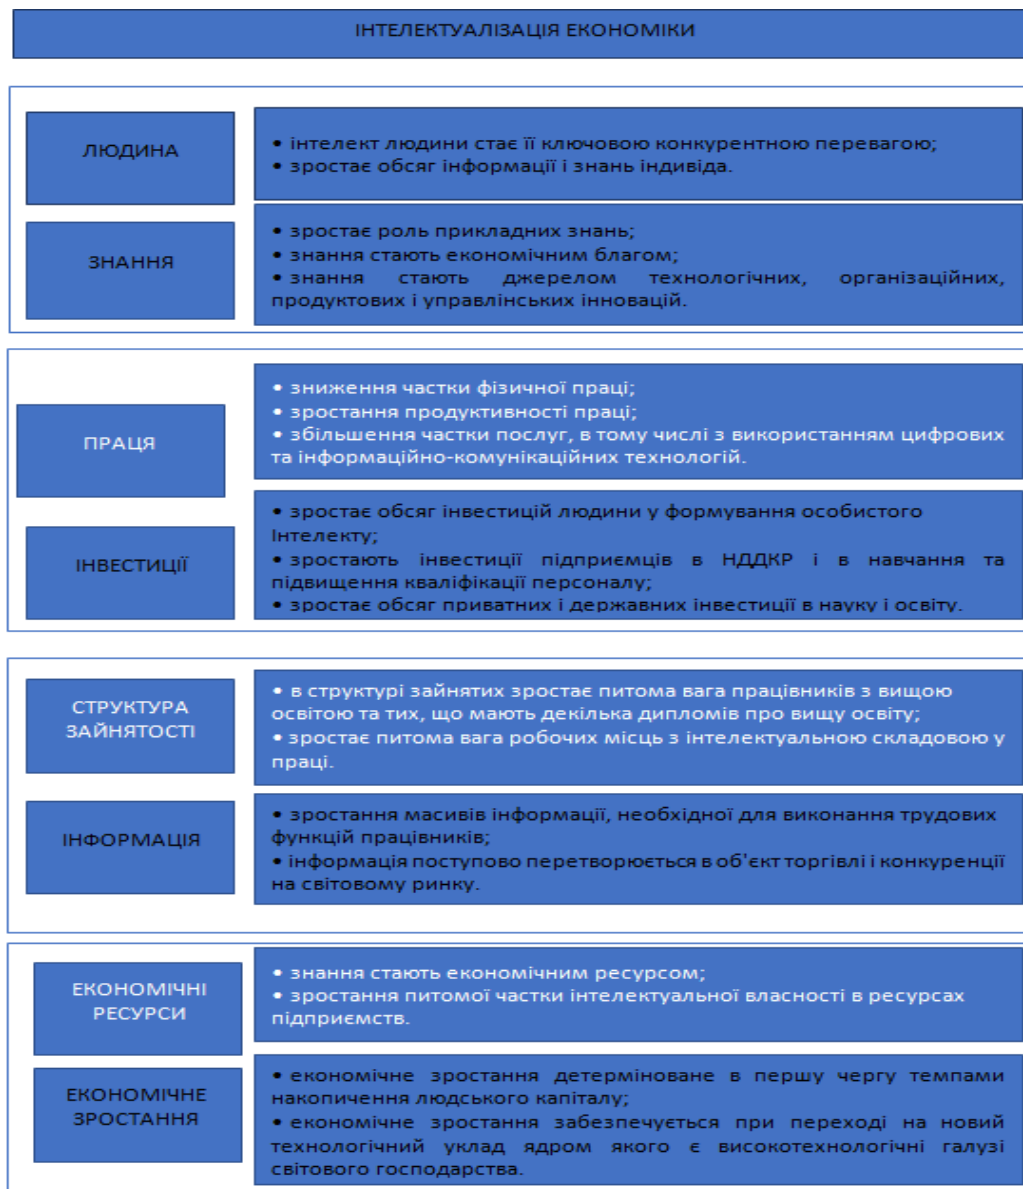 ІНТЕЛЕКТУАЛІЗАЦІЯ ЕКОНОМІКИ
ЛЮДИНА
• інтелект людини стає її ключовою конкурентною перевагою;
• зростає обсяг інформації і знань індивіда.
ЗНАННЯ
• зростає роль прикладних знань;
• знання стають економічним благом;
• знання стають джерелом технологічних, організаційних,
продуктових і управлінських інновацій.
ПРАЦЯ
• зниження частки фізичної праці;
• зростання продуктивності праці;
• збільшення частки послуг, в тому числі з використанням цифрових
та інформаційно-комунікаційних технологій.
ІНВЕСТИЦІЇ
• зростає обсяг інвестицій людини у формування особистого
Інтелекту;
• зростають інвестиції підприємців в НДДКР і в навчання та
підвищення кваліфікації персоналу;
• зростає обсяг приватних і державних інвестиції в науку і освіту.
СТРУКТУРА
ЗАЙНЯТОСТІ
• в структурі зайнятих зростає питома вага працівників з вищою
освітою та тих, що мають декілька дипломів про вищу освіту;
• зростає питома вага робочих місць з інтелектуальною складовою у
праці.
ІНФОРМАЦІЯ
• зростання масивів інформації, необхідної для виконання трудових
функцій працівників;
• інформація поступово перетворюється в об'єкт торгівлі і конкуренції
на світовому ринку.
ЕКОНОМІЧНІ
РЕСУРСИ
• знання стають економічним ресурсом;
• зростання питомої частки інтелектуальної власності в ресурсах
підприємств.
ЕКОНОМІЧНЕ
ЗРОСТАННЯ
• економічне зростання детерміноване в першу чергу темпами
накопичення людського капіталу;
• економічне зростання забезпечується при переході на новий
технологічний уклад ядром якого є високотехнологічні галузі
світового господарства.